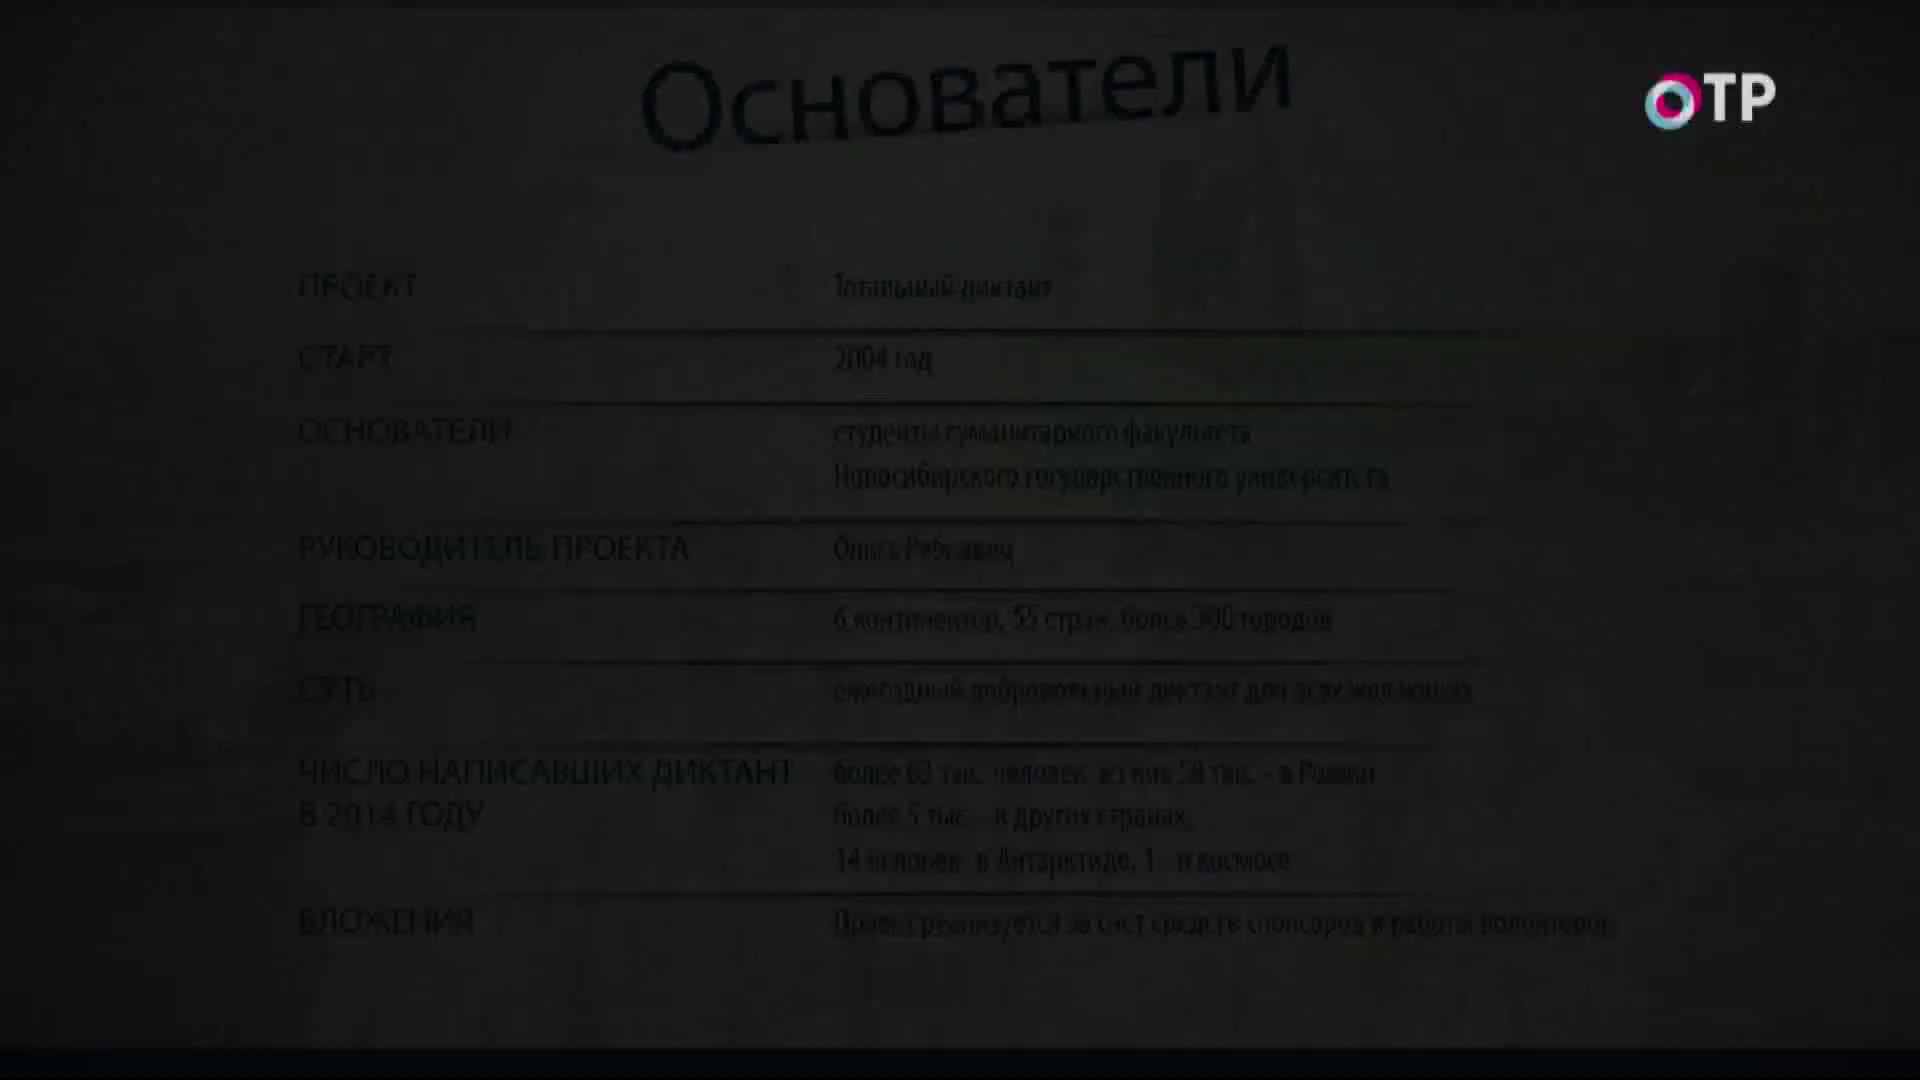 Основатели
ОТР
ПРОЕКТ
Тотальный диктант
СТАРТ
2004 год
ОСНОВАТЕЛИ
студенты гуманитарного факультета
Новосибирского государственного университета
РУКОВОДИТЕЛЬ ПРОЕКТА
Ольга Ребковец
ГЕОГРАФИЯ
6 континентов, 55 стран, более 300 городов
СУТЬ
ежегодный добровольный диктант для всех желающих
ЧИСЛО НАПИСАВШИХ ДИКТАНТ
В 2014 ГОДУ
более 63 тыс. человек, из них 58 тыс. - в России
более 5 тыс. - в других странах,
14 человек - в Антарктиде, 1 - в космосе
ВЛОЖЕНИЯ
Проект реализуется за счет средств спонсоров и работы волонтеров